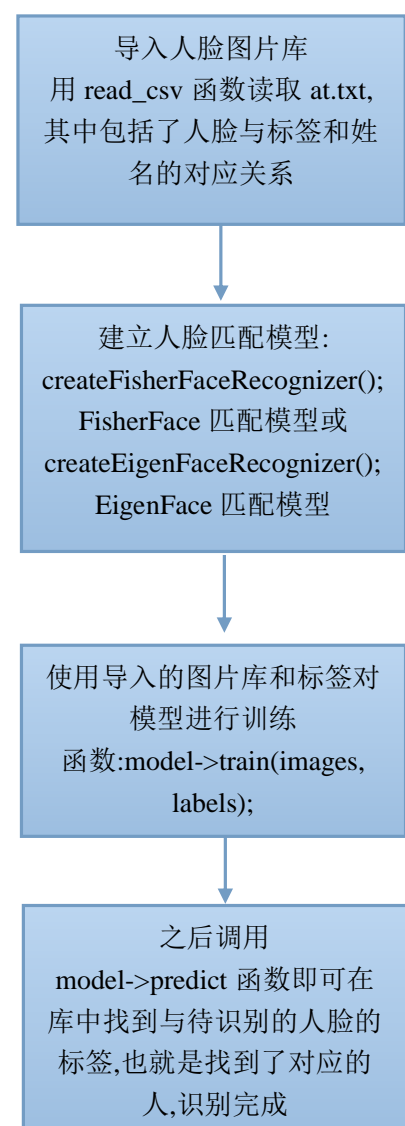 导入人脸图片库
用 read_csv 函数读取 at.txt,
其中包括了人脸与标签和姓
名的对应关系
建立人脸匹配模型:
createFisherFaceRecognizer();
FisherFace 匹配模型或
createEigenFaceRecognizer();
EigenFace 匹配模型
使用导入的图片库和标签对
模型进行训练
函数:model->train(images,
labels);
之后调用
model->predict 函数即可在
库中找到与待识别的人脸的
标签,也就是找到了对应的
人,识别完成